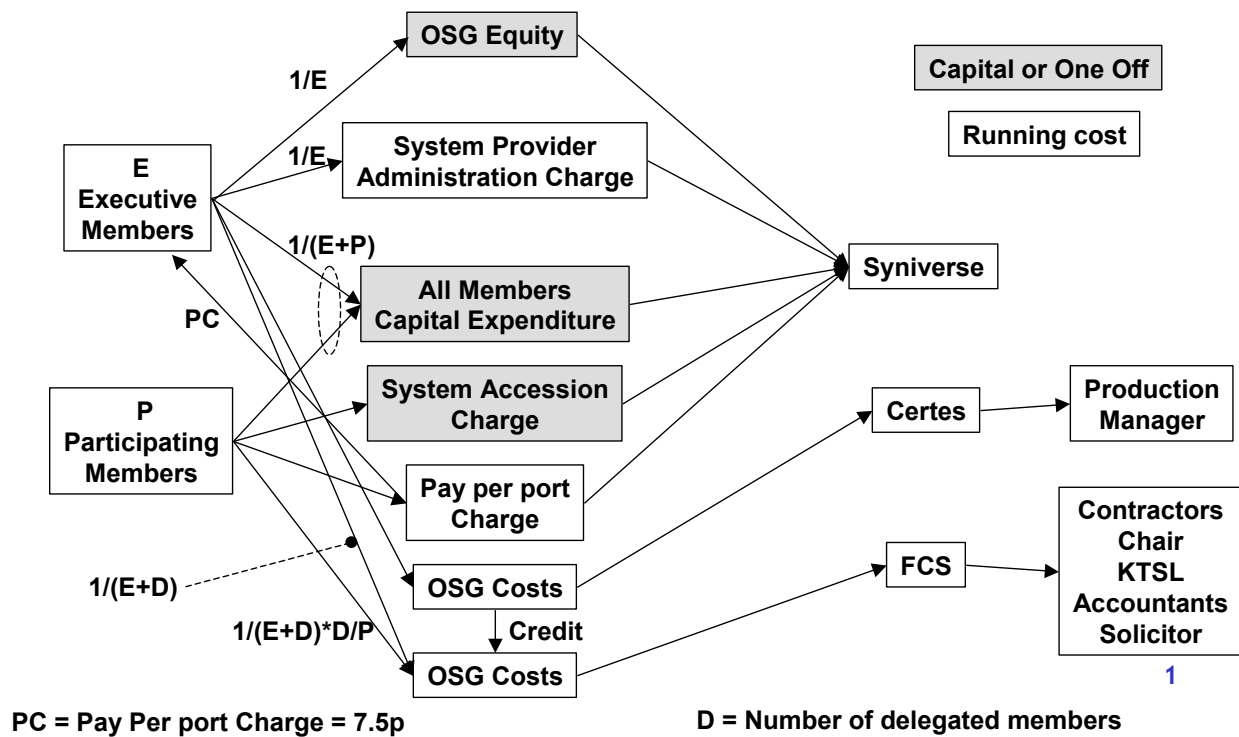 OSG Equity
Capital or One Off
1/E
Running cost
1/E
System Provider
Administration Charge
E
Executive
Members
1/(E+P)
Syniverse
All Members
Capital Expenditure
PC
System Accession
Charge
P
Participating
Members
Certes
Production
Manager
Pay per port
Charge
Contractors
Chair
KTSL
Accountants
Solicitor
FCS
1/(E+D)
OSG Costs
1/(E+D)*D/P
Credit
OSG Costs
1
PC = Pay Per port Charge = 7.5p
D = Number of delegated members